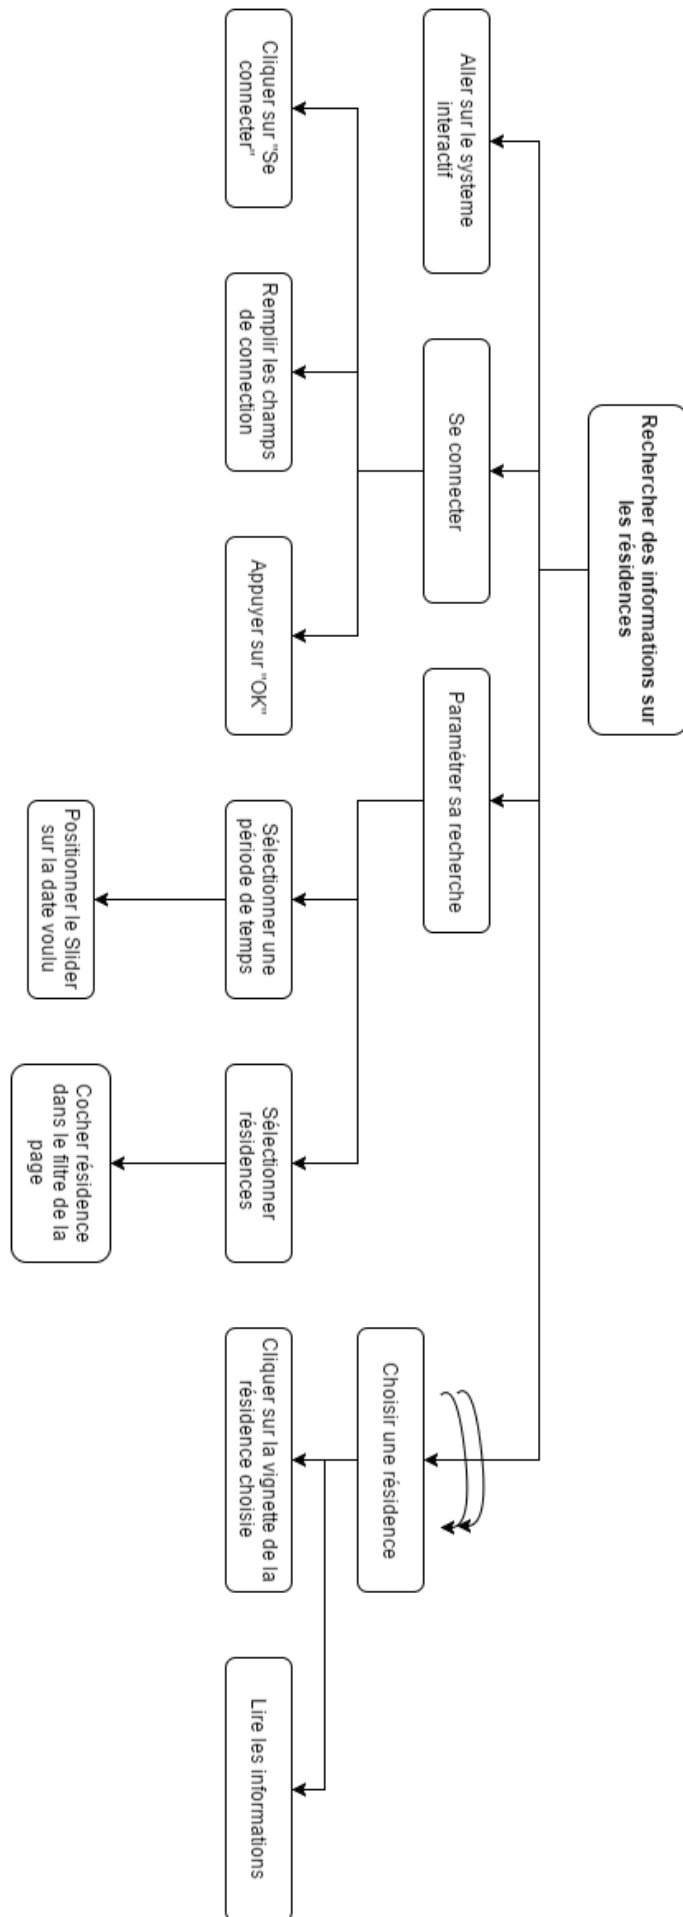 Rechercher des informations sur
les résidences
Aller sur le systeme
interactif
Se connecter
Paramétrer sa recherche
Choisir une résidence
Cliquer sur "Se
connecter"
Remplir les champs
de connection
Appuyer sur "OK"
Sélectionner une
période de temps
Sélectionner
résidences
Cliquer sur la vignette de la
résidence choisie
Lire les informations
Positionner le Slider
sur la date voulu
Cocher résidence
dans le filtre de la
page